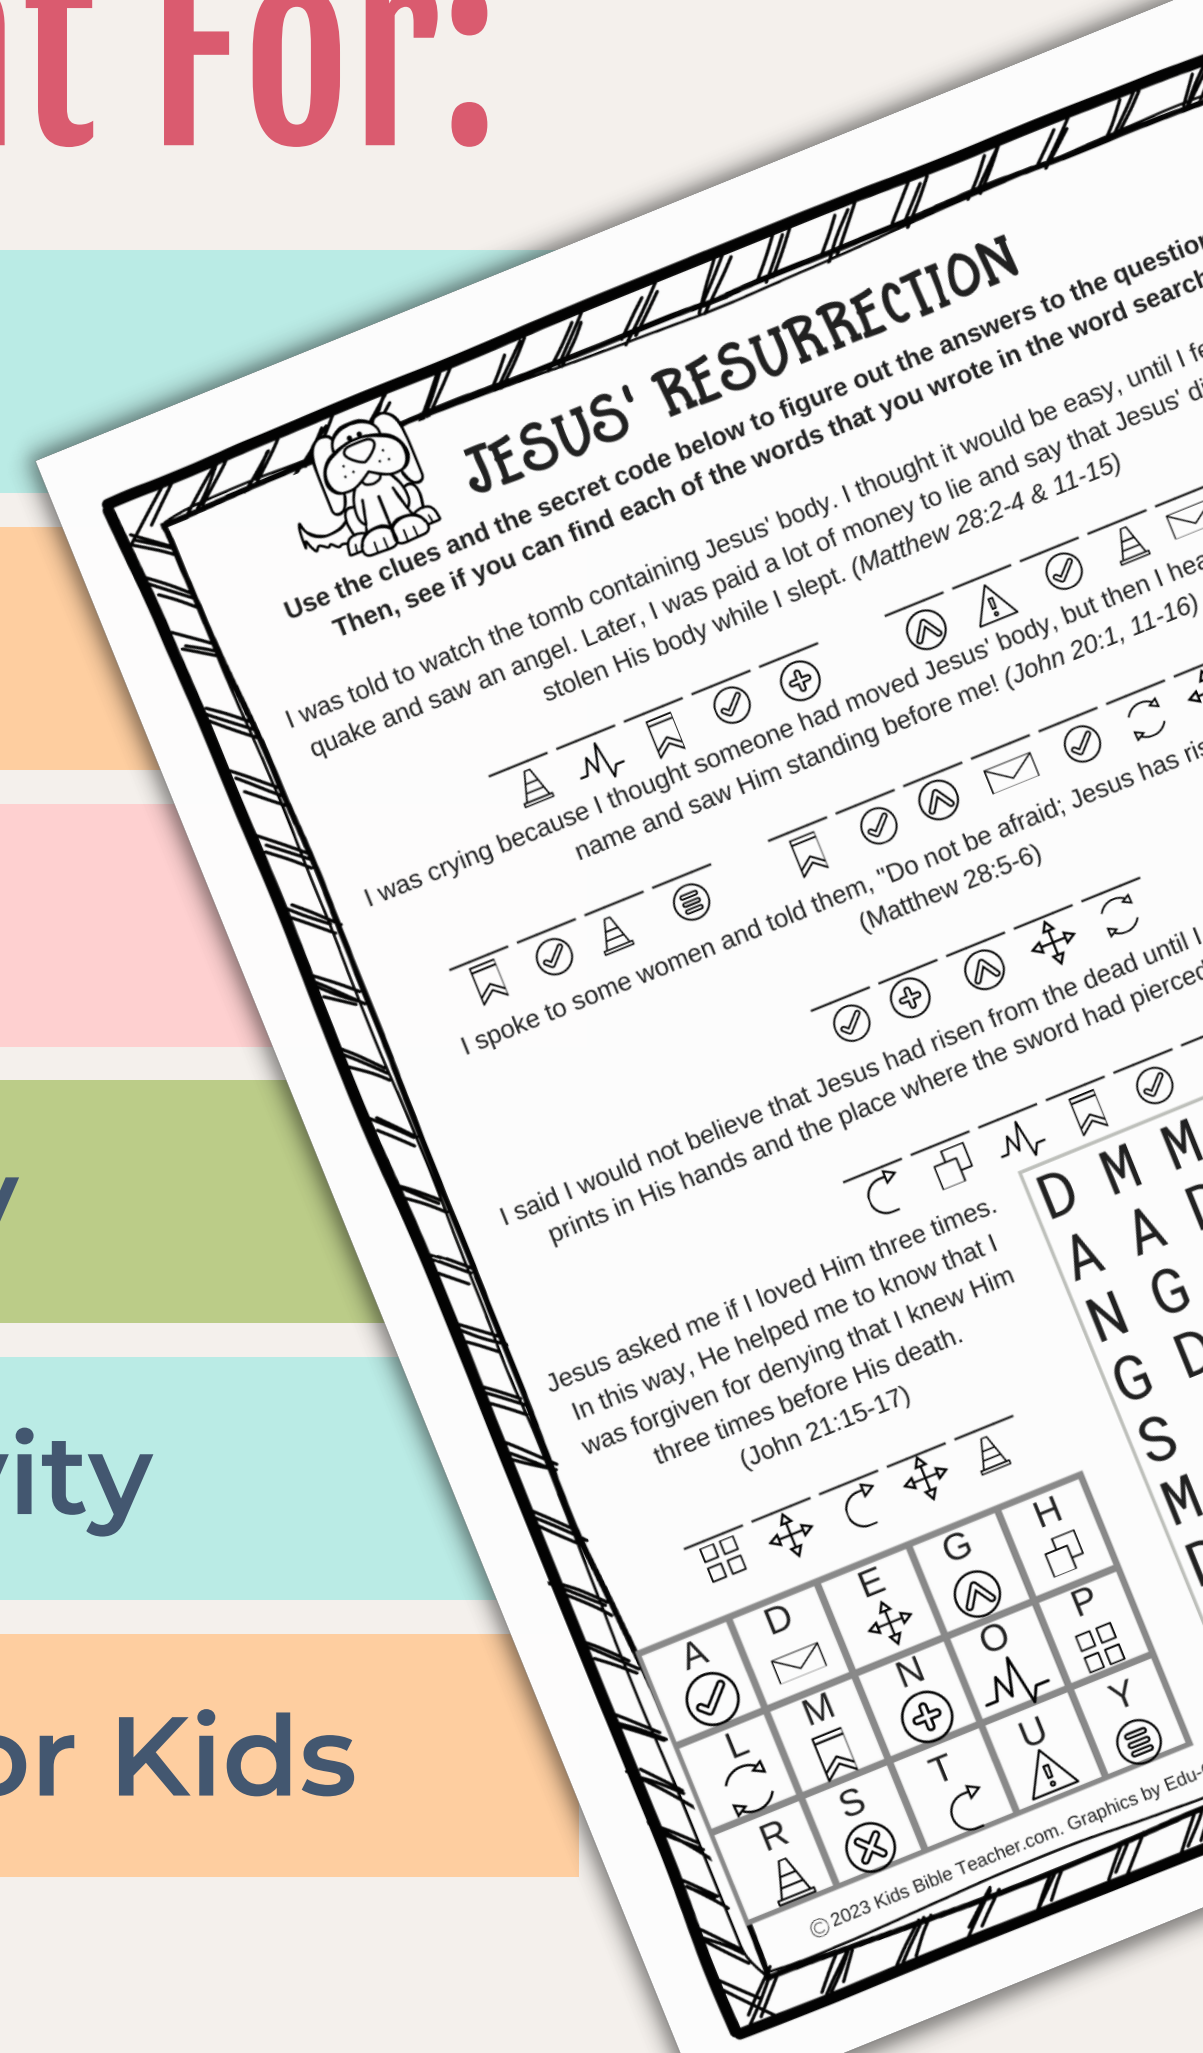 For:
JESUS' RESURRECTION
Use the clues and the secret code below to figure out the answers to the
Then, see if you can find each of the words that you wrote in the word search
I was told to watch the tomb containing Jesus' body. I thought it would be easy, until I
quake and saw an angel. Later, I was paid a lot of money to lie and say that Jesus'
stolen His body while I slept. (Matthew 28:2-4 & 11-15)
I was crying because I thought someone had moved Jesus' body, but then I
name and saw Him standing before me! (John 20:1, 11-16)
I spoke to some women and told them, "Do not be afraid; Jesus has
(Matthew 28:5-6)
I said I would not believe that Jesus had risen from the dead until I
prints in His hands and the place where the sword had pierced
Jesus asked me if I loved Him three times.
In this way, He helped me to know that I
was forgiven for denying that I knew Him
three times before His death.
(John 21:15-17)
D M M
A A
N G
G D
S
M
A D E G H
L M N O P
R S T U Y
©2023 Kids Bible Teacher.com. Graphics by
y
ity
or Kids